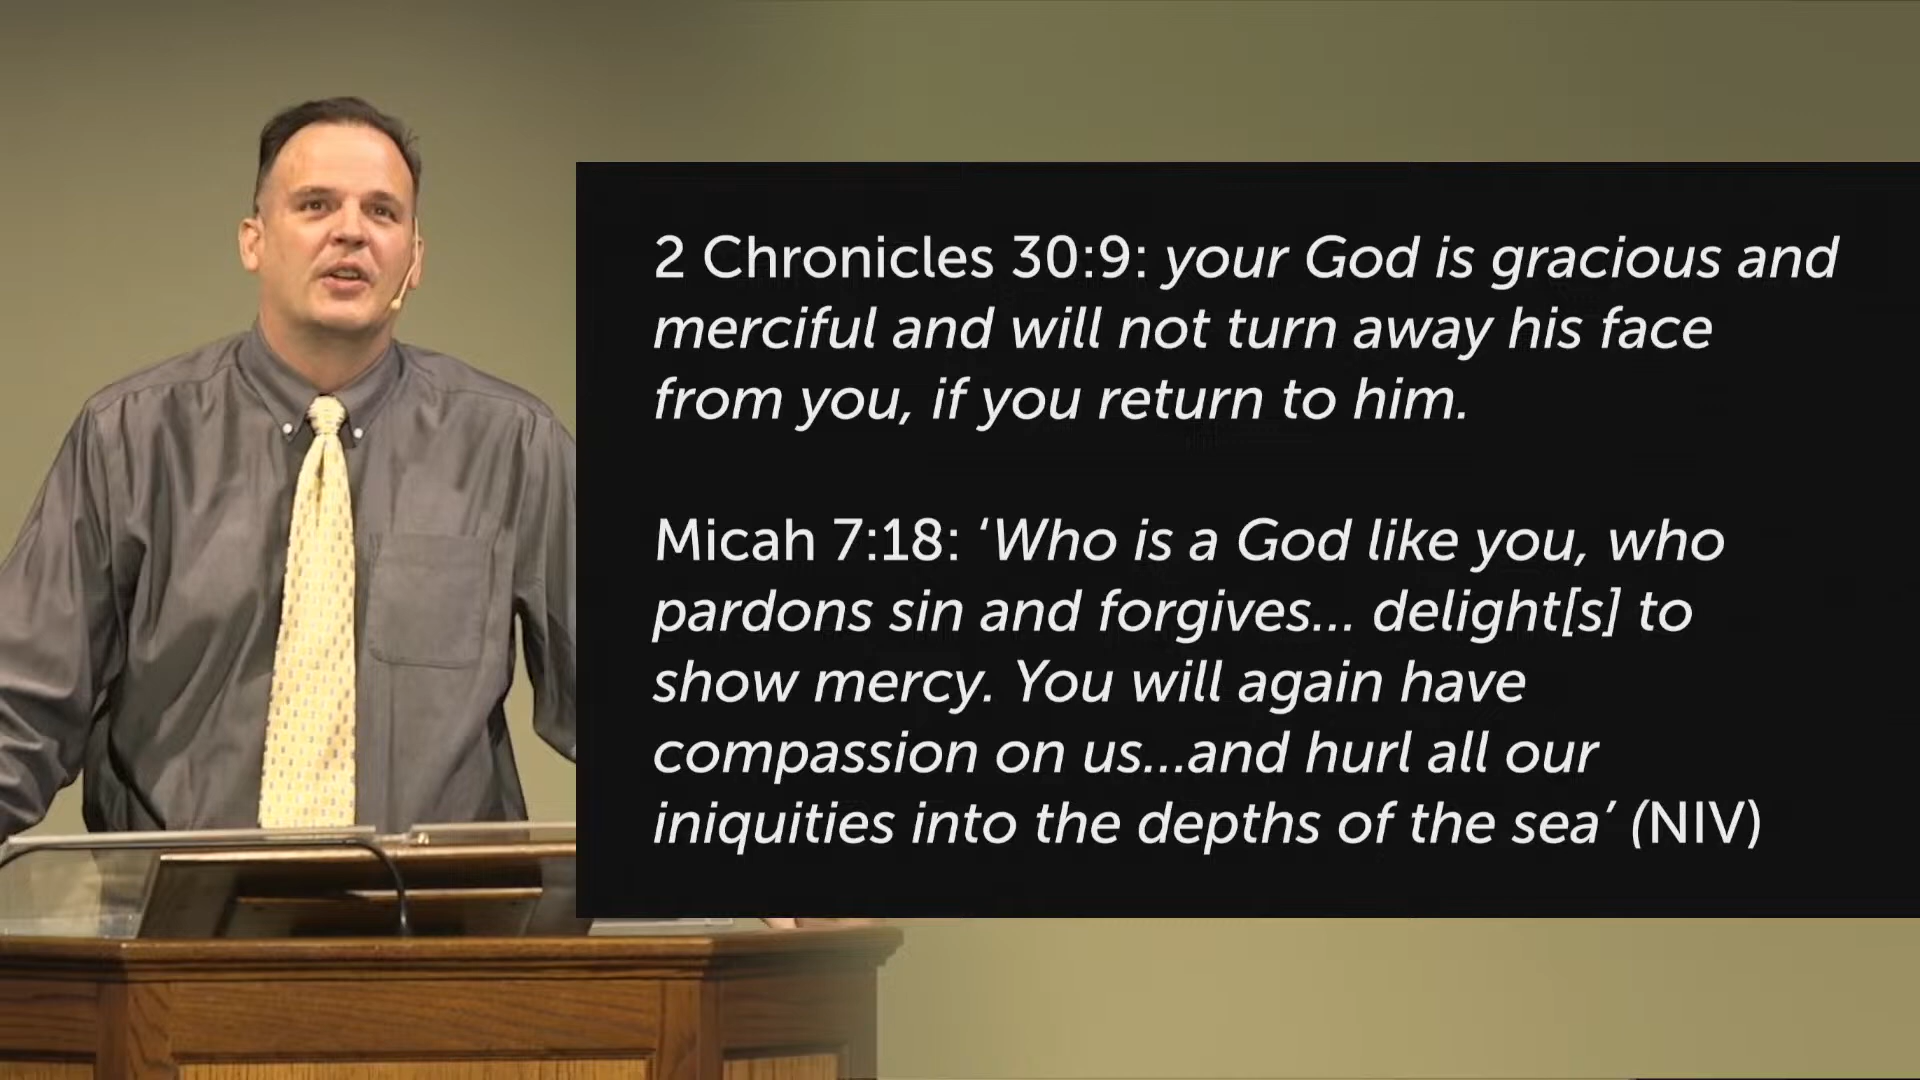 2 Chronicles 30:9: your God is gracious and
merciful and will not turn away his face
from you, if you return to him.
Micah 7:18: ‘Who is a God like you, who
pardons sin and forgives... delight[s] to
show mercy. You will again have
compassion on us...and hurl all our
iniquities into the depths of the sea’ (NIV)